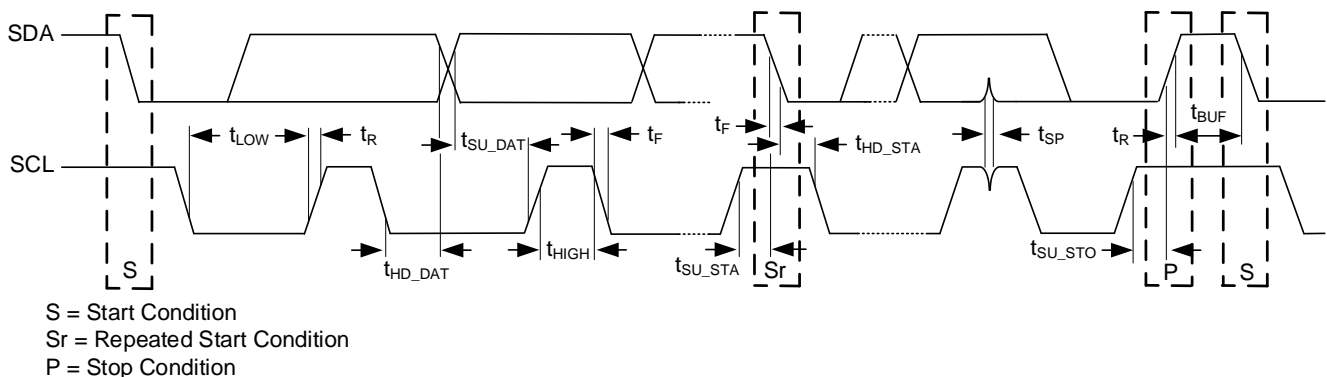 SDA
tLOW
tR
tSU_DAT
tF
tF
tHD_STA
tSP
tR
tBUF
SCL
S
tHD_DAT
tHIGH
tSU_STA
Sr
tSU_STO
P
S
S = Start Condition
Sr = Repeated Start Condition
P = Stop Condition